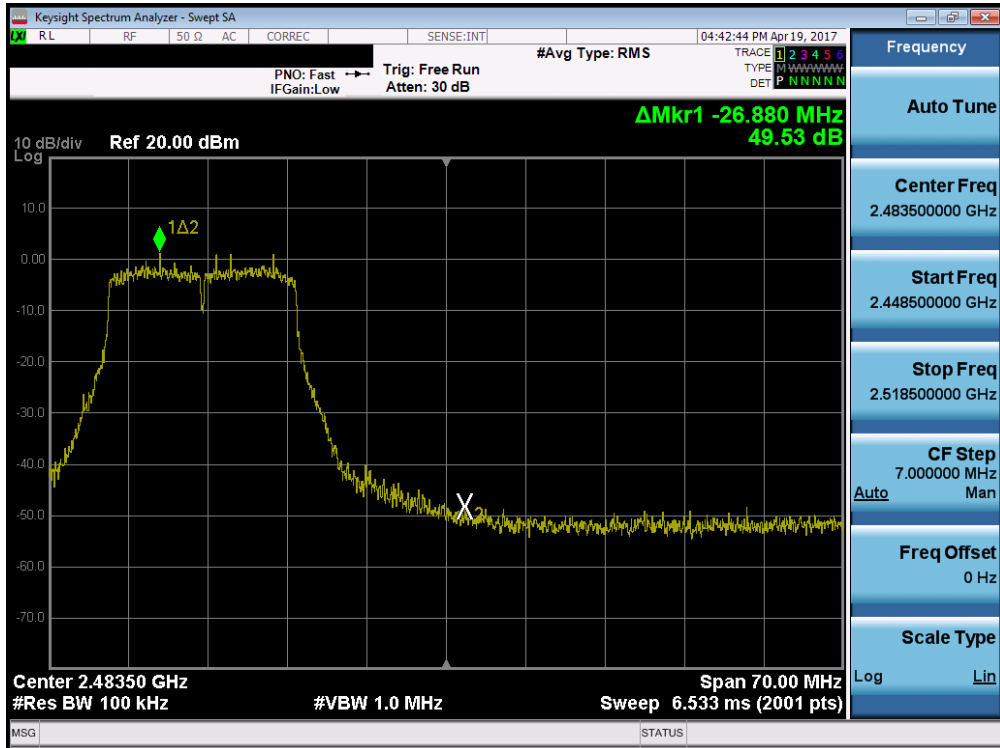 Keysight Spectrum Analyzer - Swept SA
LXI RL RF 50 Ω AC CORREC SENSE:INT 04:42:44 PM Apr 19, 2017
#Avg Type: RMS TRACE 1 2 3 4 5 6
PNO: Fast Trig: Free Run TYPE M WWWWW
IFGain:Low Atten: 30 dB DET P N N N N N
ΔMkr1 -26.880 MHz
49.53 dB
10 dB/div Ref 20.00 dBm
Log
1Δ2
10.0
0.00
-10.0
-20.0
-30.0
-40.0
-50.0
-60.0
-70.0
X2
Center 2.48350 GHz Span 70.00 MHz
#Res BW 100 kHz #VBW 1.0 MHz Sweep 6.533 ms (2001 pts)
MSG STATUS
Frequency
Auto Tune
Center Freq
2.483500000 GHz
Start Freq
2.448500000 GHz
Stop Freq
2.518500000 GHz
CF Step
7.000000 MHz
Auto Man
Freq Offset
0 Hz
Scale Type
Log Lin